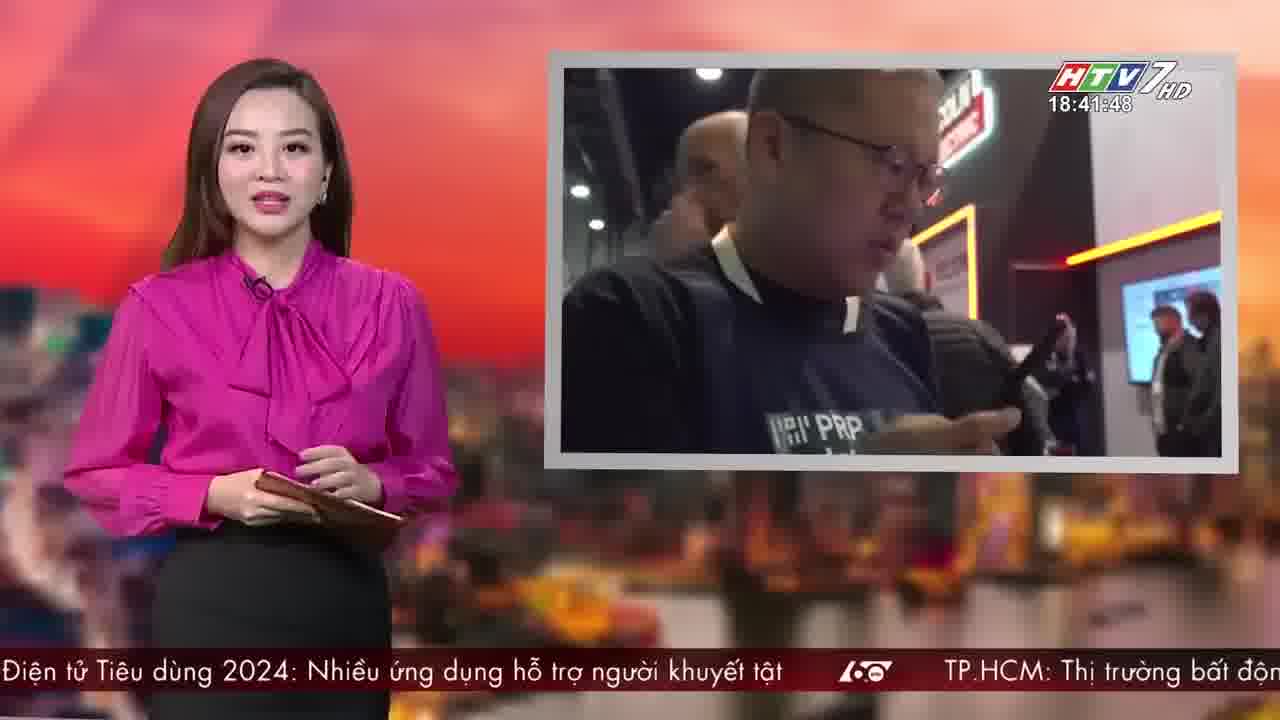 HTV7 HD
18:41:48
PRP
Điện tử Tiêu dùng 2024: Nhiều ứng dụng hỗ trợ người khuyết tật
TP.HCM: Thị trường bất độn